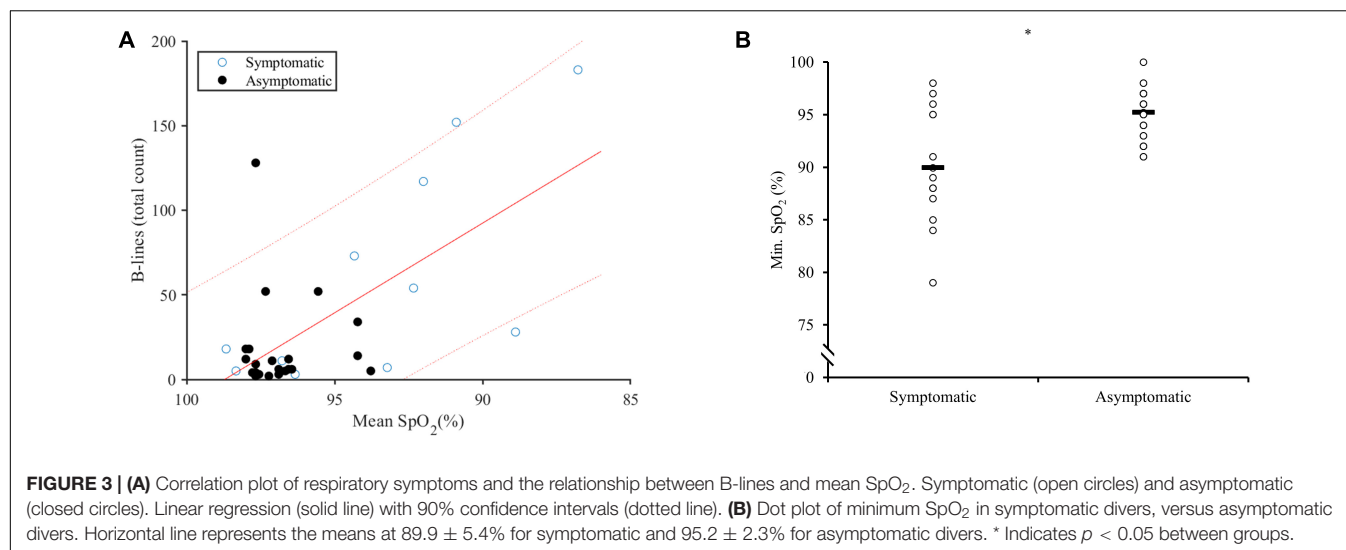 A
B
*
200
150
100
50
0
B-lines (total count)
Symptomatic
Asymptomatic
100 95 90 85
Mean SpO₂(%)
100
95
90
85
80
75
0
Min. SpO₂ (%)
Symptomatic Asymptomatic
FIGURE 3 | (A) Correlation plot of respiratory symptoms and the relationship between B-lines and mean SpO₂. Symptomatic (open circles) and asymptomatic
(closed circles). Linear regression (solid line) with 90% confidence intervals (dotted line). (B) Dot plot of minimum SpO₂ in symptomatic divers, versus asymptomatic
divers. Horizontal line represents the means at 89.9 ± 5.4% for symptomatic and 95.2 ± 2.3% for asymptomatic divers. * Indicates p < 0.05 between groups.